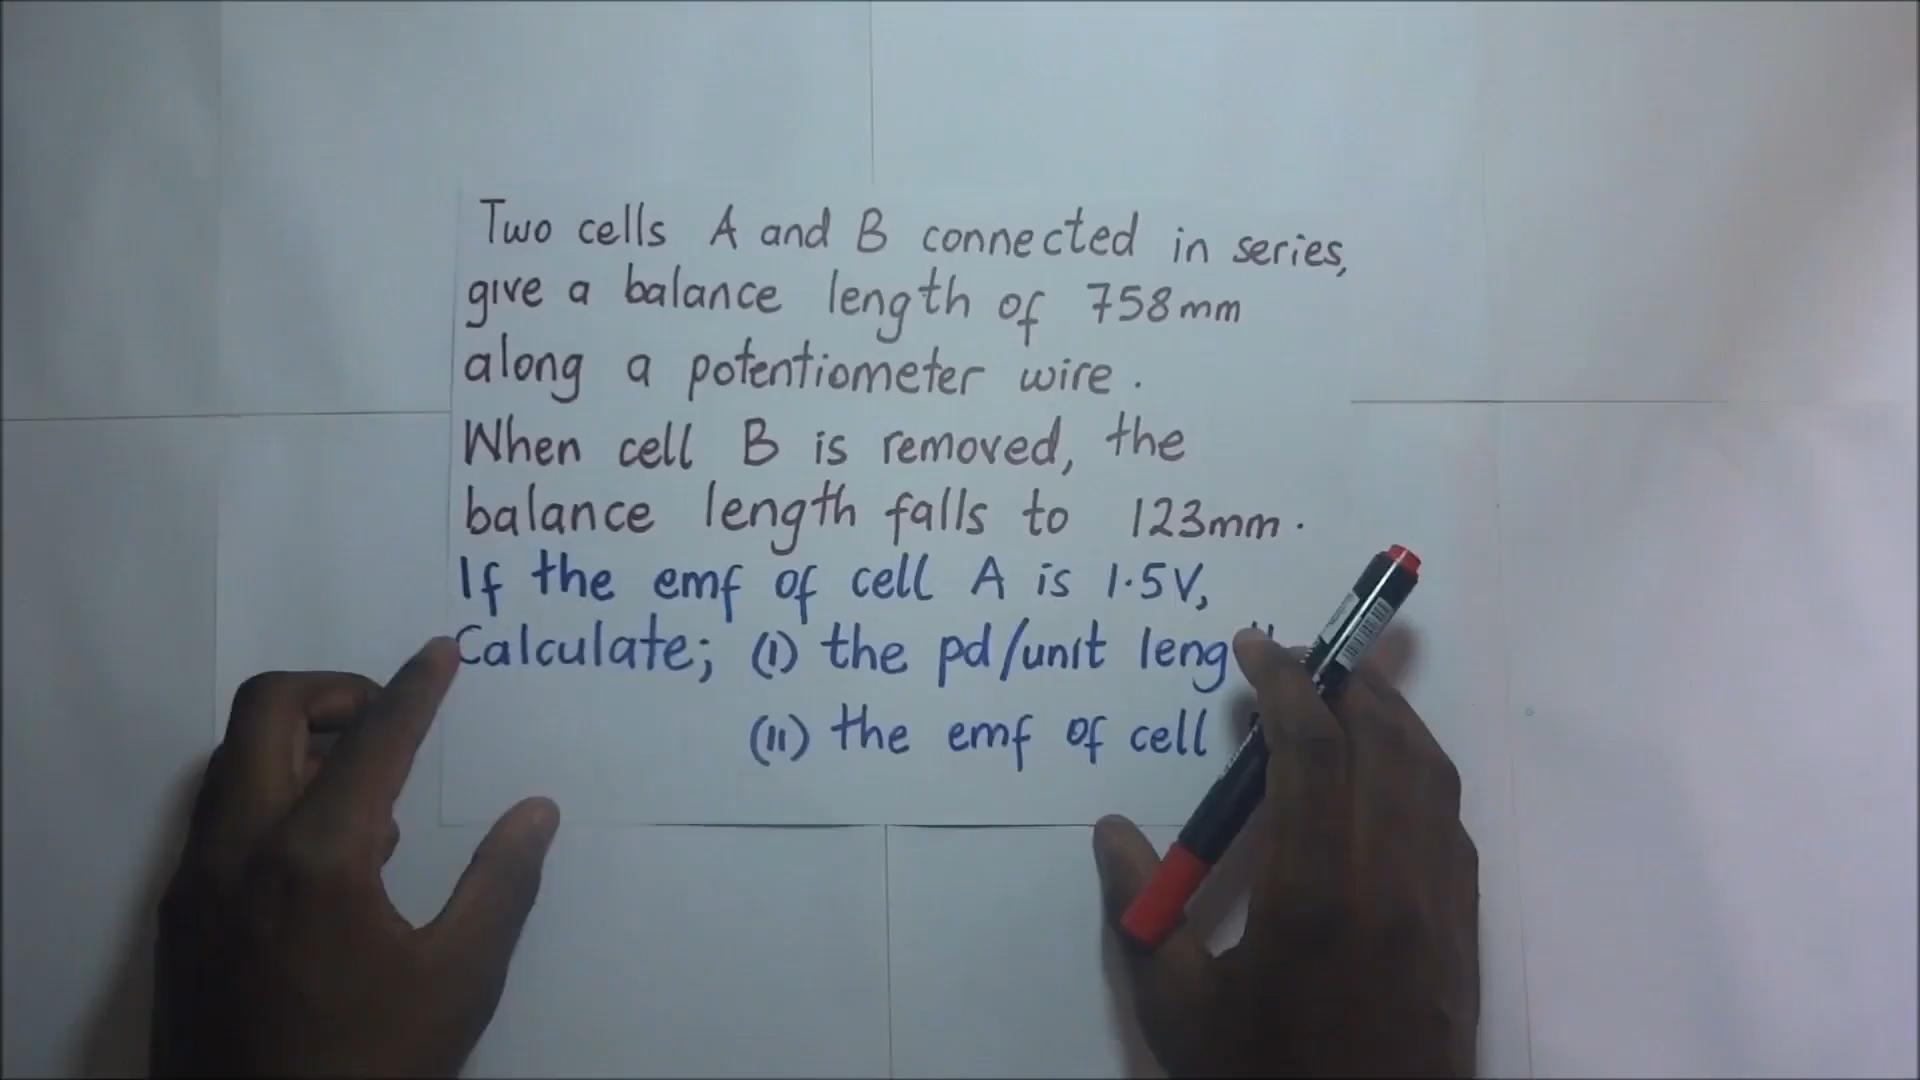 Two cells A and B connected in series,
give a balance length of 758mm
along a potentiometer wire.
When cell B is removed, the
balance length falls to 123mm.
If the emf of cell A is 1.5V,
Calculate; (I) the pd/unit
(II) the emf of cell